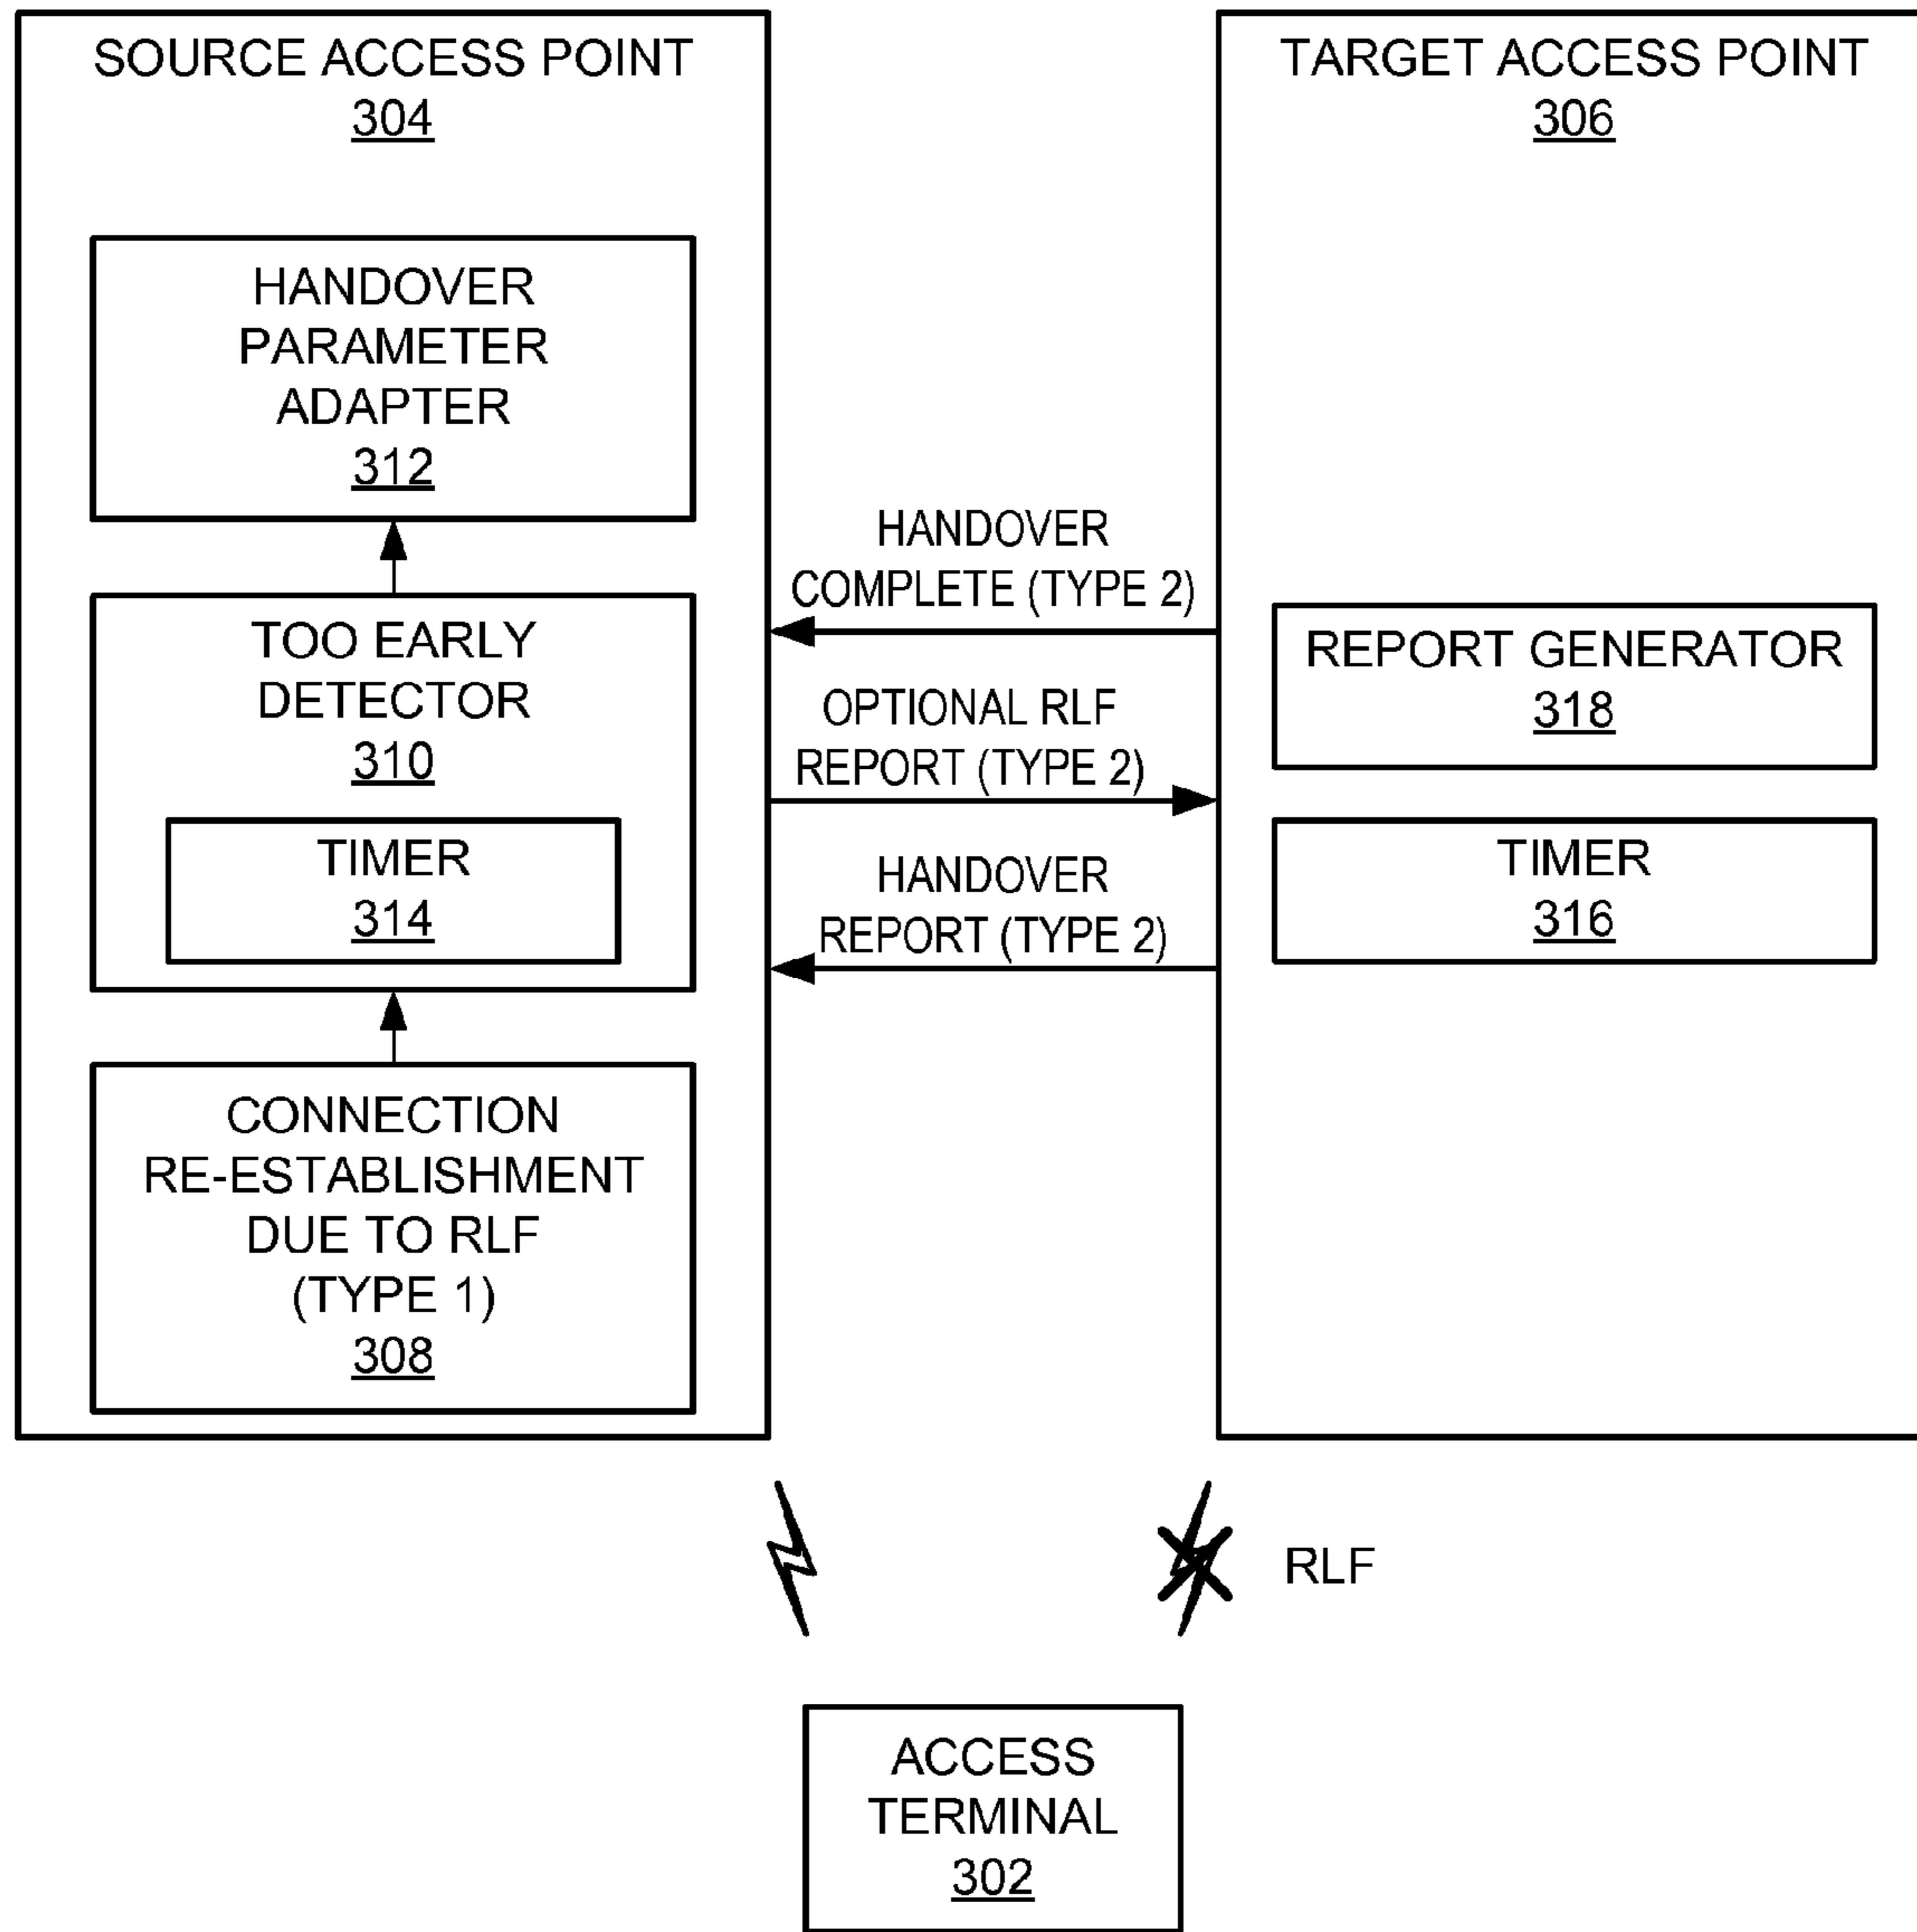 SOURCE ACCESS POINT
304
HANDOVER
PARAMETER
ADAPTER
312
TOO EARLY
DETECTOR
310
TIMER
314
CONNECTION
RE-ESTABLISHMENT
DUE TO RLF
(TYPE 1)
308
HANDOVER
COMPLETE (TYPE 2)
OPTIONAL RLF
REPORT (TYPE 2)
HANDOVER
REPORT (TYPE 2)
TARGET ACCESS POINT
306
REPORT GENERATOR
318
TIMER
316
RLF
ACCESS
TERMINAL
302